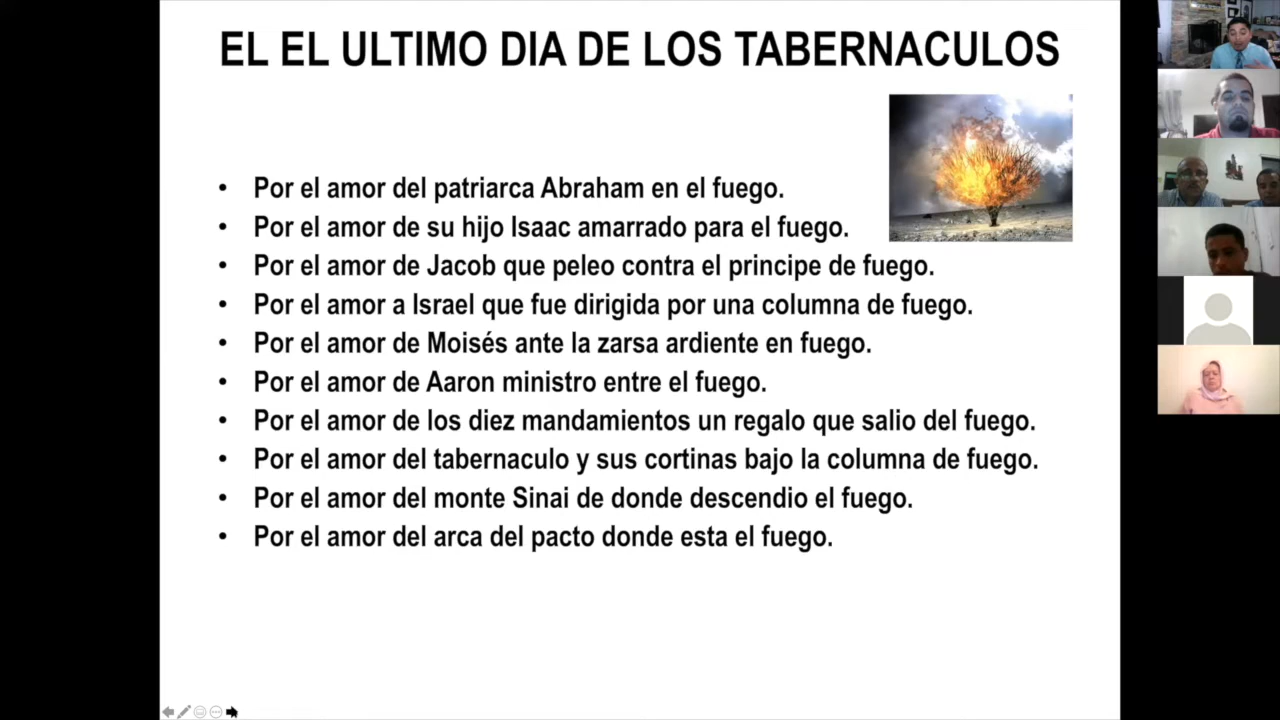 EL EL ULTIMO DIA DE LOS TABERNACULOS
• Por el amor del patriarca Abraham en el fuego.
• Por el amor de su hijo Isaac amarrado para el fuego.
• Por el amor de Jacob que peleo contra el principe de fuego.
• Por el amor a Israel que fue dirigida por una columna de fuego.
• Por el amor de Moisés ante la zarsa ardiente en fuego.
• Por el amor de Aaron ministro entre el fuego.
• Por el amor de los diez mandamientos un regalo que salio del fuego.
• Por el amor del tabernaculo y sus cortinas bajo la columna de fuego.
• Por el amor del monte Sinai de donde descendio el fuego.
• Por el amor del arca del pacto donde esta el fuego.